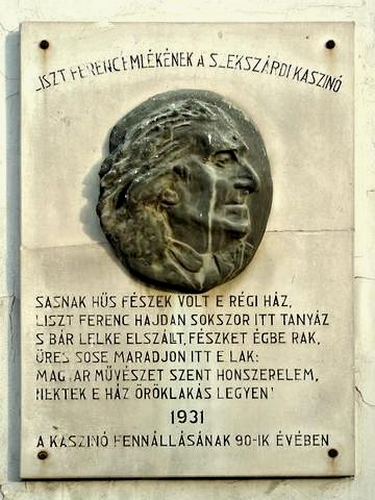 LISZT FERENC EMLÉKÉNEK A SZEKSZÁRDI KASZINÓ
SASNAK HŰS FÉSZEK VOLT E RÉGI HÁZ,
LISZT FERENC HAJDAN SOKSZOR ITT TANYÁZ
S BÁR LELKE ELSZÁLLT, FÉSZKET ÉGBE RAK,
ÜRES SOSE MARADJON ITT E LAK:
MAGYAR MŰVÉSZET SZENT HONSZERELEM,
NEKTEK E HÁZ ÖRÖKLAKÁS LEGYEN!
1931
A KASZINÓ FENNÁLLÁSÁNAK 90-IK ÉVÉBEN